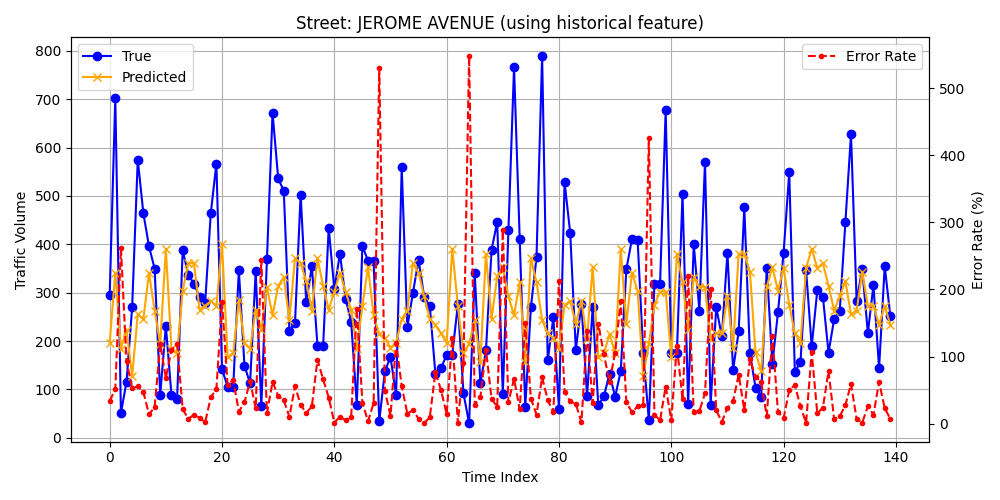 Street: JEROME AVENUE (using historical feature)
True
Predicted
Error Rate
Traffic Volume
800
700
600
500
400
300
200
100
0
Error Rate (%)
500
400
300
200
100
0
0 20 40 60 80 100 120 140
Time Index